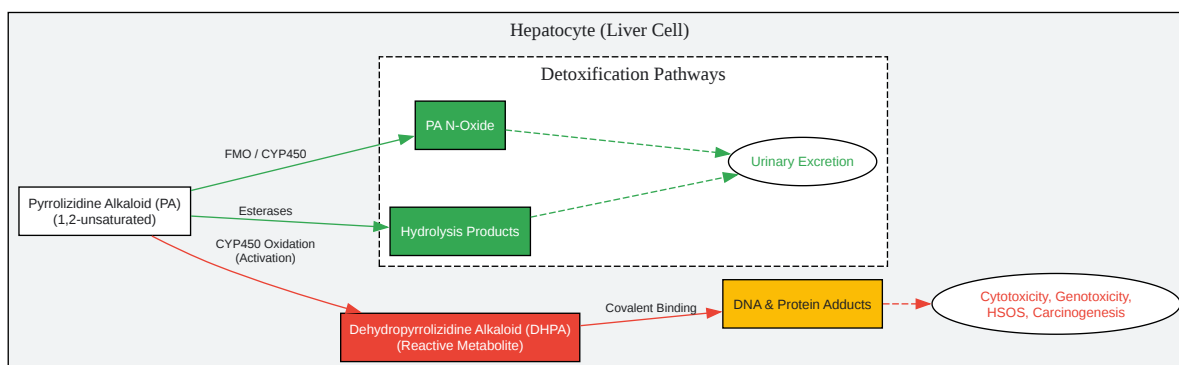 Hepatocyte (Liver Cell)
Detoxification Pathways
PA N-Oxide
FMO / CYP450
Urinary Excretion
Pyrrolizidine Alkaloid (PA)
(1,2-unsaturated)
Esterases
Hydrolysis Products
CYP450 Oxidation
(Activation)
Dehydropyrrolizidine Alkaloid (DHPA)
(Reactive Metabolite)
Covalent Binding
DNA & Protein Adducts
Cytotoxicity, Genotoxicity,
HSOS, Carcinogenesis